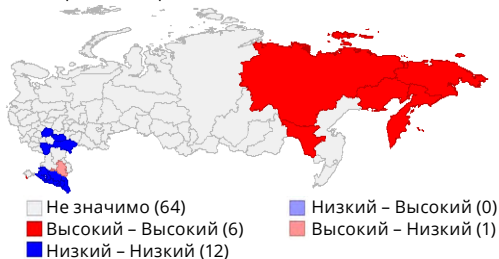 Не значимо (64)
Низкий – Высокий (0)
Высокий – Высокий (6)
Высокий – Низкий (1)
Низкий – Низкий (12)